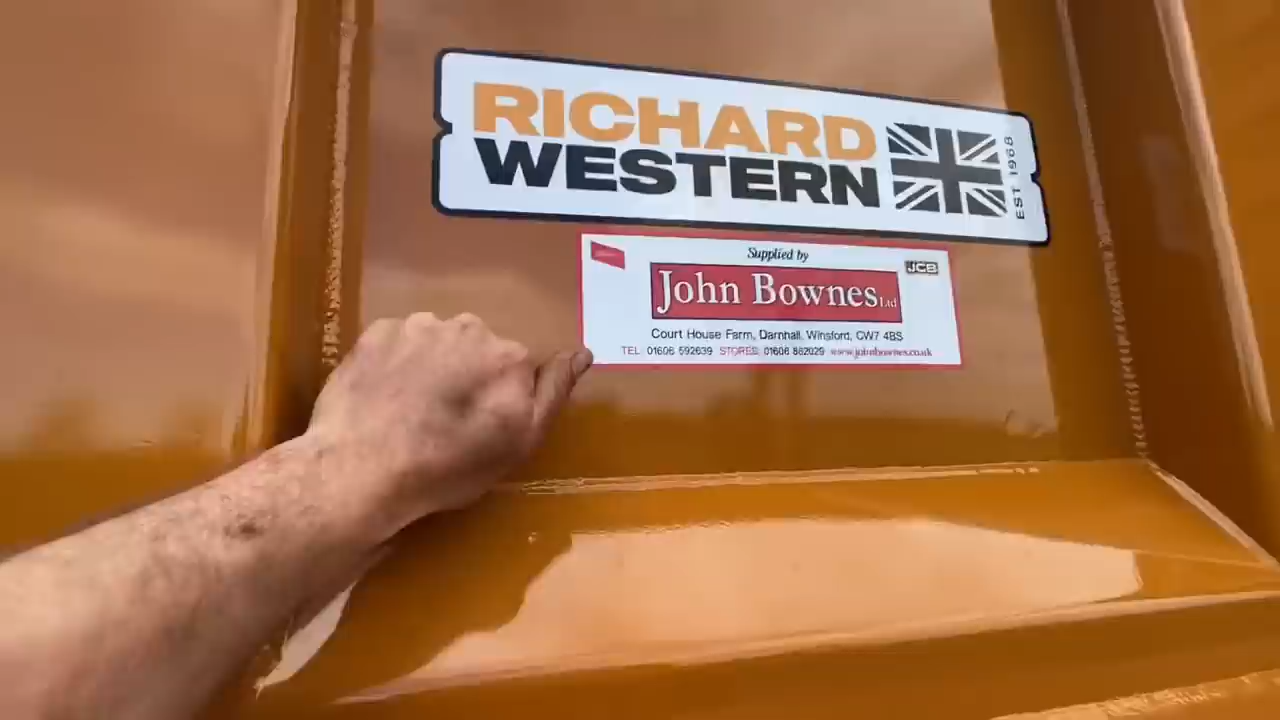 RICHARD
WESTERN
EST 1968
Supplied by
JCB
John Bownes Ltd
Court House Farm, Darnhall, Winsford, CW7 4BS
TEL: 01606 592639 STORES: 01606 862029 www.johnbownes.co.uk